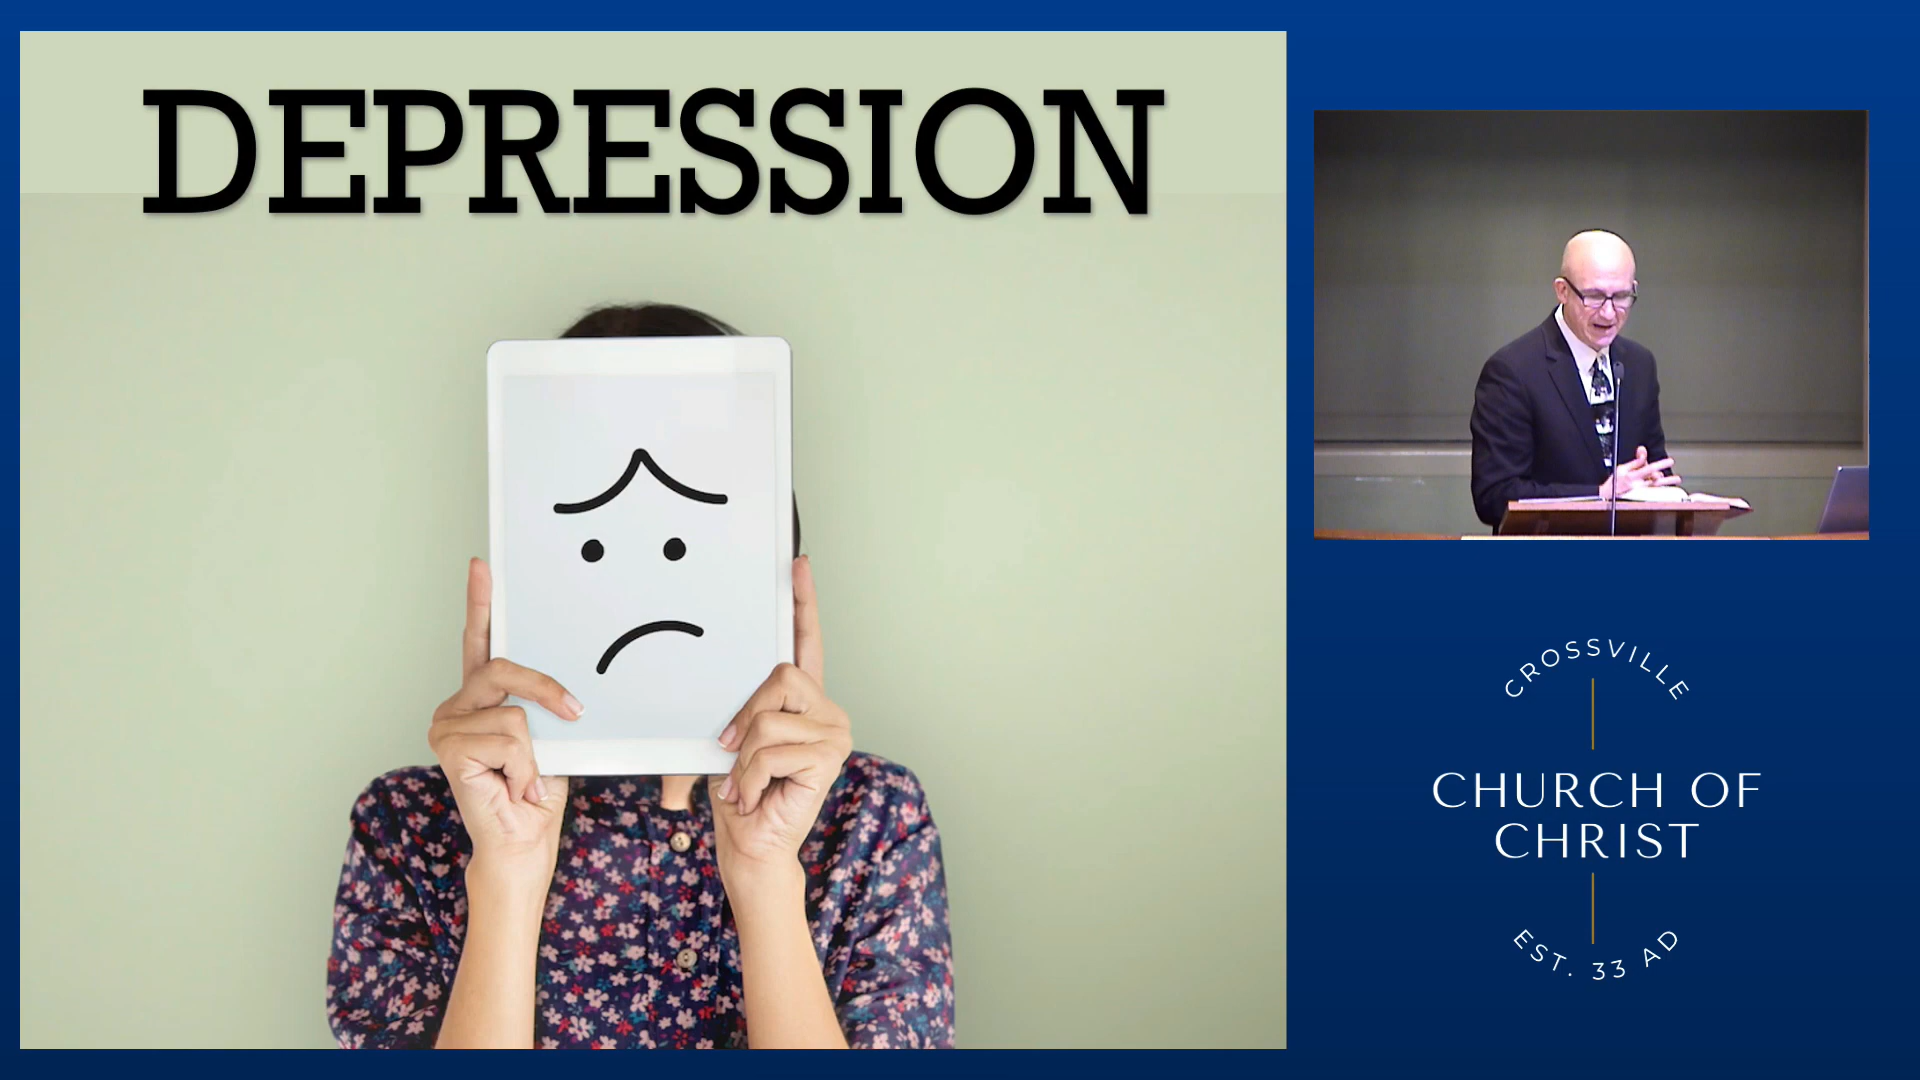 DEPRESSION
CROSSVILLE
CHURCH OF
CHRIST
EST. 33 AD